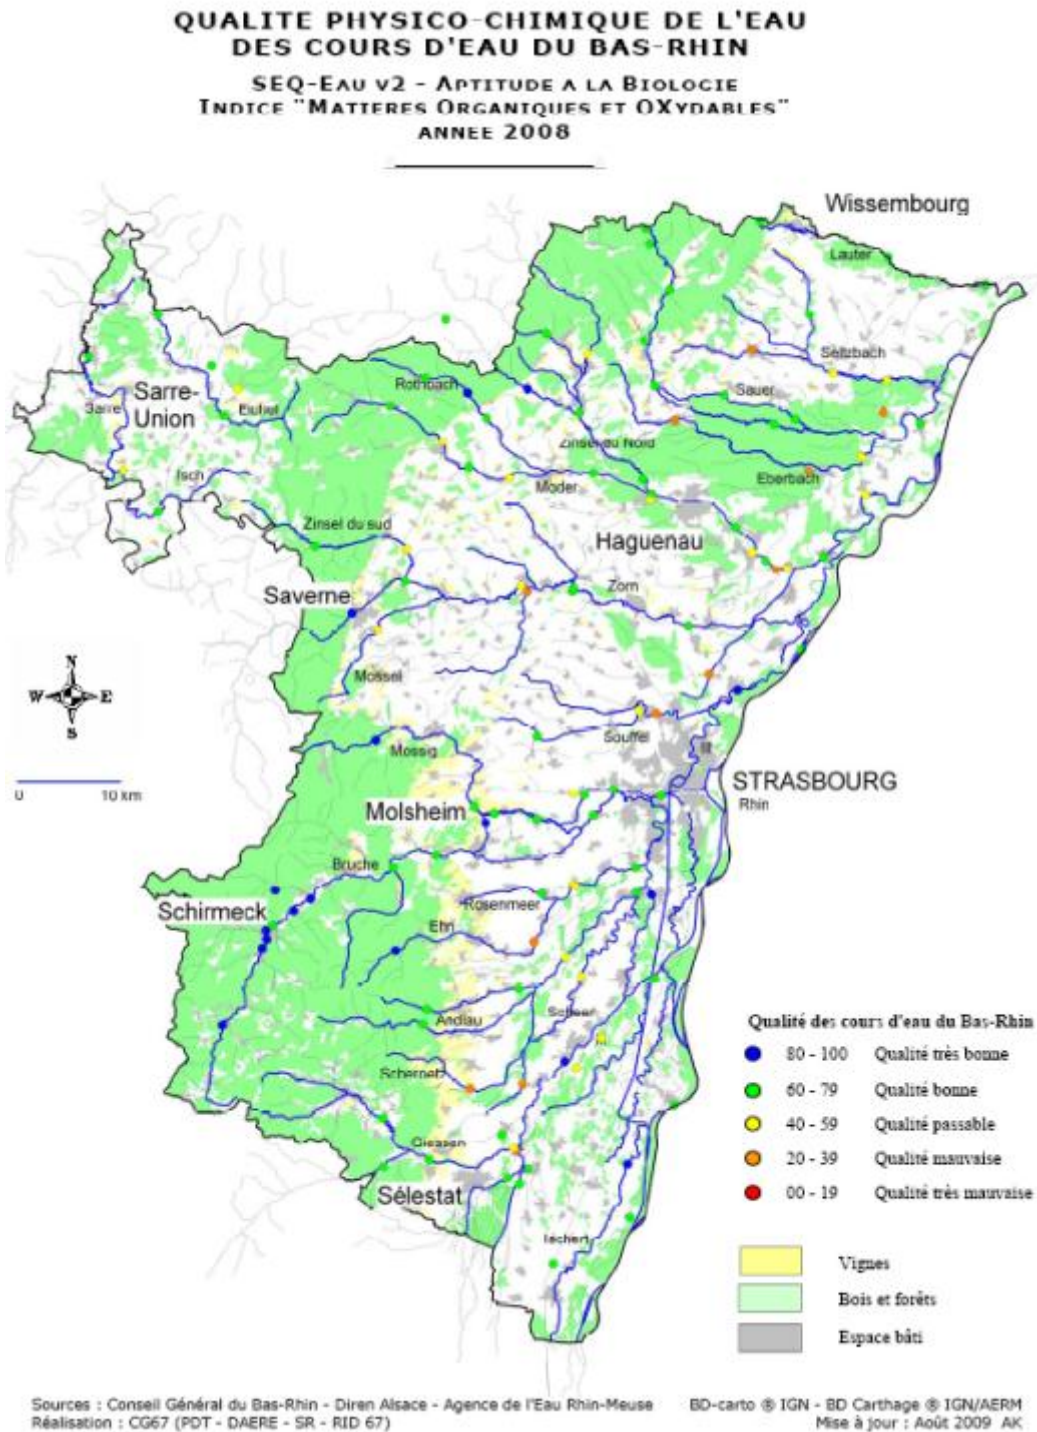 QUALITE PHYSICO-CHIMIQUE DE L'EAU
DES COURS D'EAU DU BAS-RHIN
SEQ-EAU V2 - APTITUDE A LA BIOLOGIE
INDICE "MATIERES ORGANIQUES ET OXYDABLES"
ANNEE 2008
Wissembourg
Lauter
Seltzbach
Sauer
Rothbach
Sarre-
Union
Sarre
Eichel
Zinsel du Nord
Isch
Moder
Eberbach
Zinsel du sud
Haguenau
Saverne
Zorn
Mossel
N
W E
S
Souffel
Ill
Mossig
0 10 km
STRASBOURG
Rhin
Molsheim
Bruche
Schirmeck
Rosenmeer
Ehn
Andlau
Scheer
Ill
Schernetz
Giessen
Sélestat
Ischert
Qualité des cours d'eau du Bas-Rhin
80 - 100 Qualité très bonne
60 - 79 Qualité bonne
40 - 59 Qualité passable
20 - 39 Qualité mauvaise
00 - 19 Qualité très mauvaise
Vignes
Bois et forêts
Espace bâti
Sources : Conseil Général du Bas-Rhin - Diren Alsace - Agence de l'Eau Rhin-Meuse
BD-carto ® IGN - BD Carthage ® IGN/AERM
Réalisation : CG67 (PDT - DAERE - SR - RID 67)
Mise à jour : Août 2009 AK